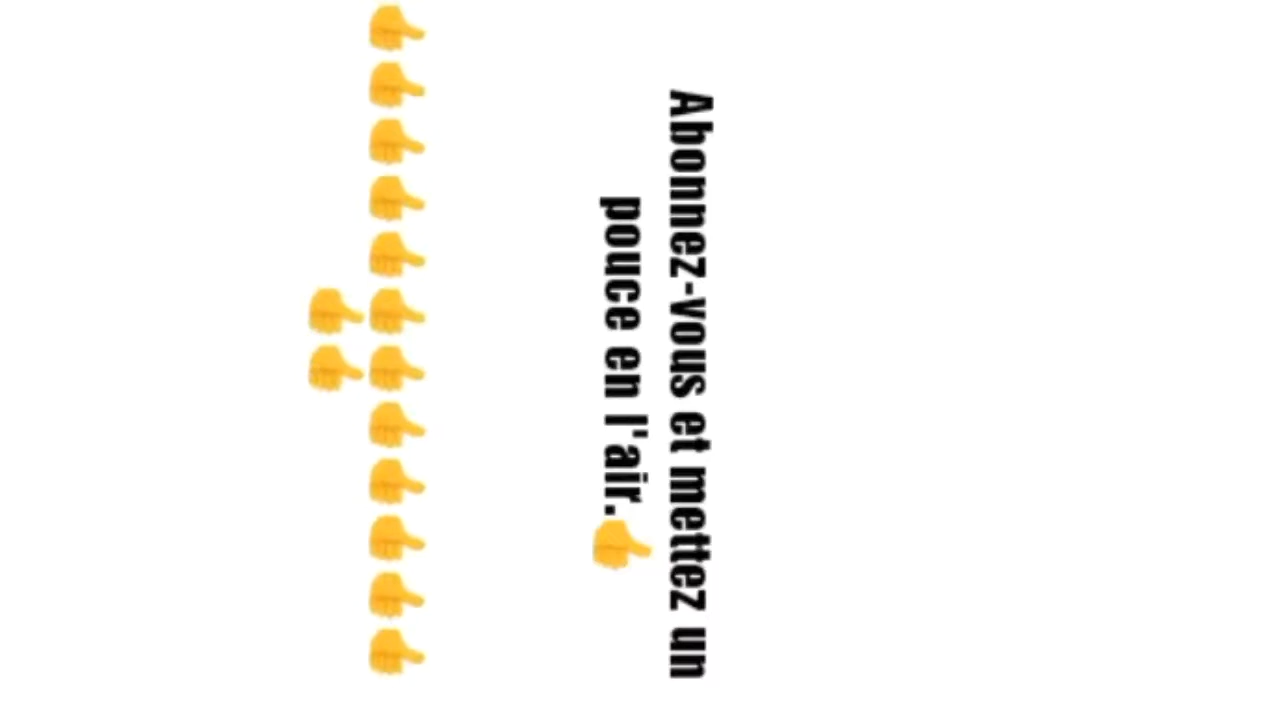 Abonnez-vous et mettez un
pouce en l'air.👍
👍👍👍👍👍👍👍👍👍👍👍👍
👍👍